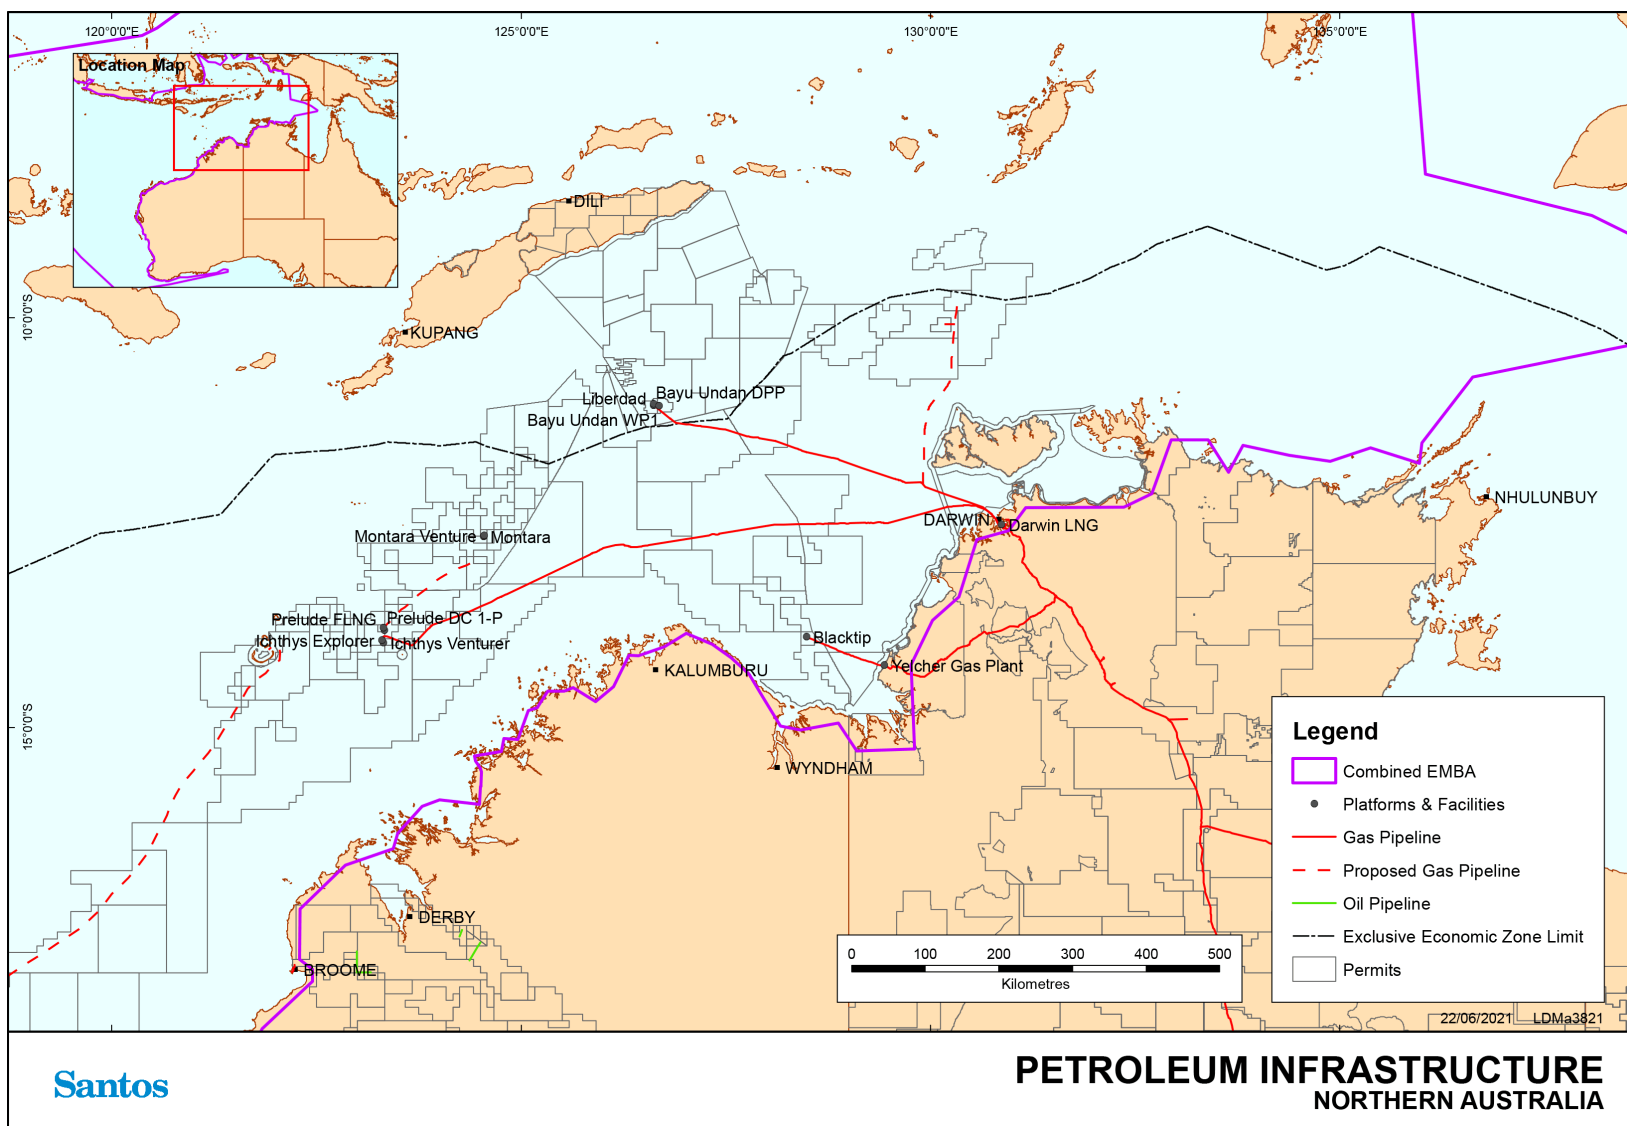 120°0'0"E
125°0'0"E
130°0'0"E
135°0'0"E
Location Map
10°0'0"S
15°0'0"S
DILI
KUPANG
Bayu Undan DPP
Liberdad
Bayu Undan WP1
NHULUNBUY
DARWIN
Darwin LNG
Montara Venture
Montara
Prelude FLNG
Prelude DC 1-P
Ichthys Explorer
Ichthys Venturer
Blacktip
Yelcher Gas Plant
KALUMBURU
WYNDHAM
DERBY
BROOME
Legend
Combined EMBA
Platforms & Facilities
Gas Pipeline
Proposed Gas Pipeline
Oil Pipeline
Exclusive Economic Zone Limit
Permits
0 100 200 300 400 500
Kilometres
22/06/2021 LDMa3821
Santos
PETROLEUM INFRASTRUCTURE
NORTHERN AUSTRALIA